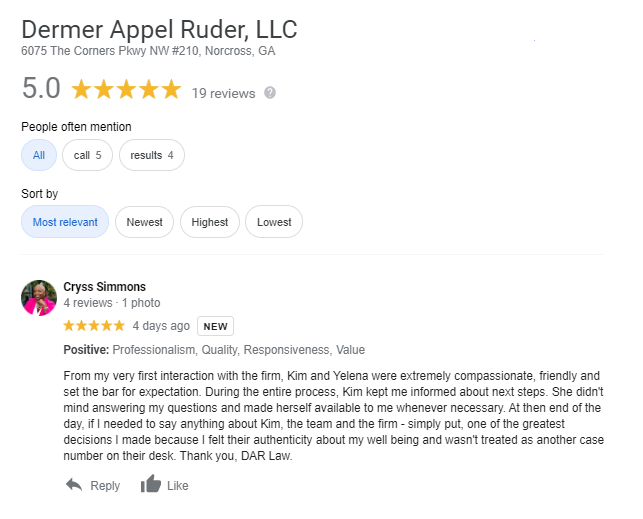 Dermer Appel Ruder, LLC
6075 The Corners Pkwy NW #210, Norcross, GA
5.0 19 reviews ?
People often mention
All call 5 results 4
Sort by
Most relevant Newest Highest Lowest
Cryss Simmons
4 reviews · 1 photo
4 days ago NEW
Positive: Professionalism, Quality, Responsiveness, Value
From my very first interaction with the firm, Kim and Yelena were extremely compassionate, friendly and
set the bar for expectation. During the entire process, Kim kept me informed about next steps. She didn't
mind answering my questions and made herself available to me whenever necessary. At then end of the
day, if I needed to say anything about Kim, the team and the firm - simply put, one of the greatest
decisions I made because I felt their authenticity about my well being and wasn't treated as another case
number on their desk. Thank you, DAR Law.
Reply Like